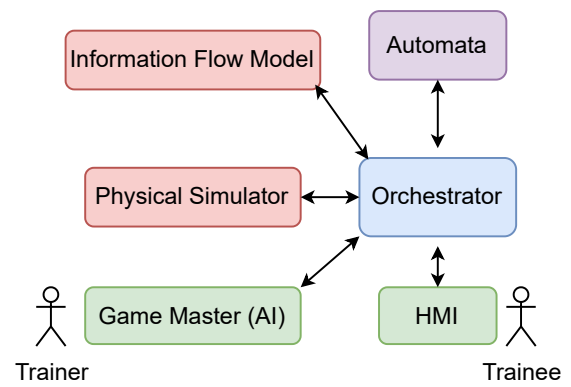 Automata
Information Flow Model
Physical Simulator
Orchestrator
Game Master (AI)
HMI
Trainer
Trainee